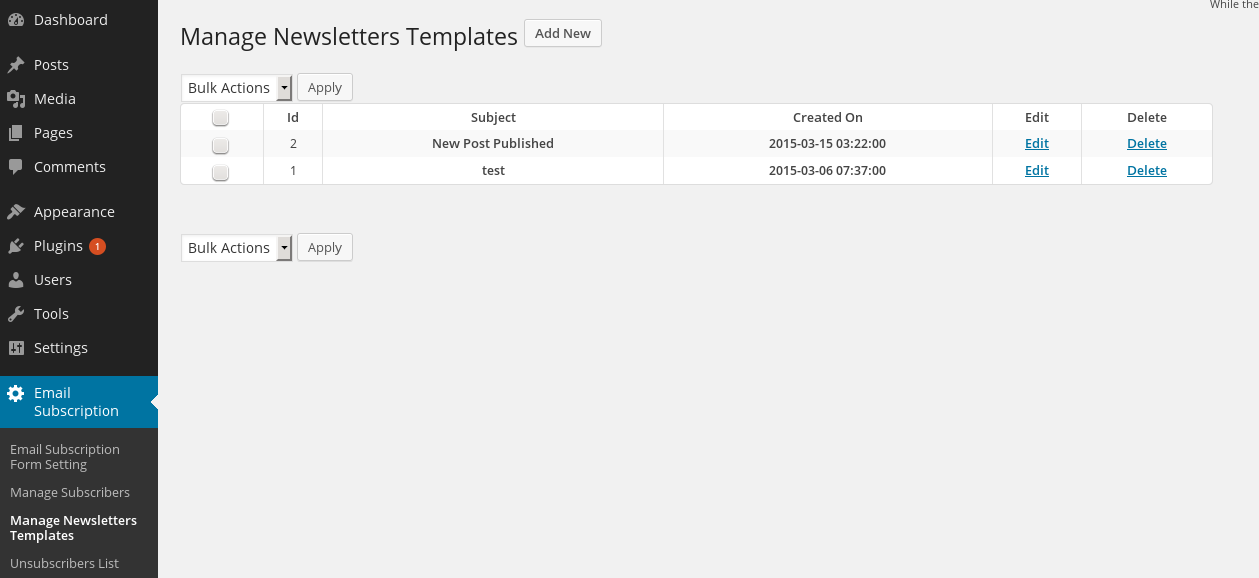 While the
Dashboard
Posts
Media
Pages
Comments
Appearance
Plugins 1
Users
Tools
Settings
Email
Subscription
Email Subscription
Form Setting
Manage Subscribers
Manage Newsletters
Templates
Unsubscribers List
Manage Newsletters Templates Add New
Bulk Actions Apply
Id Subject Created On Edit Delete
2 New Post Published 2015-03-15 03:22:00 Edit Delete
1 test 2015-03-06 07:37:00 Edit Delete
Bulk Actions Apply